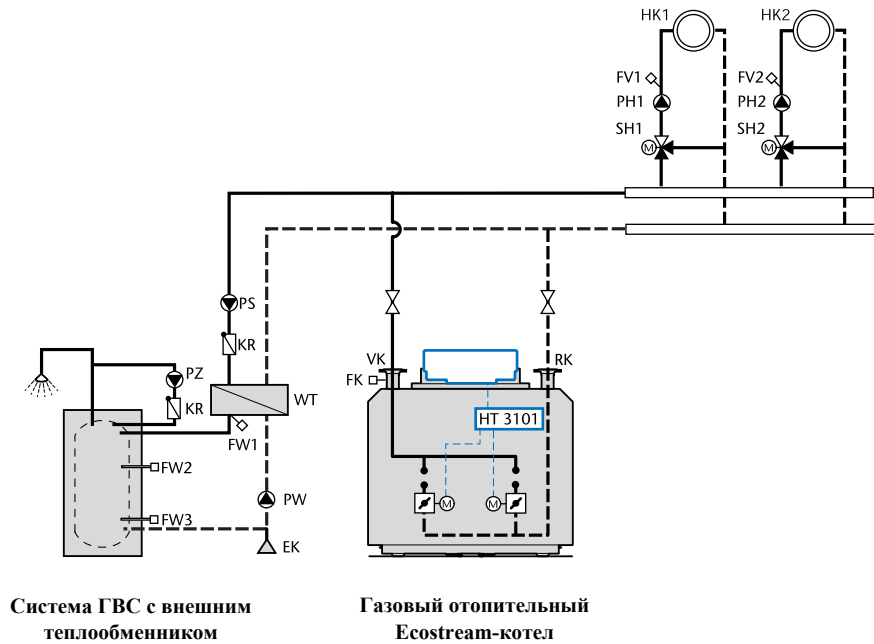 HK1
HK2
FV1
FV2
PH1
PH2
SH1
SH2
M
M
PS
KR
VK
RK
FK
PZ
KR
WT
HT 3101
FW1
FW2
M
M
PW
FW3
EK
Система ГВС с внешним
теплообменником
Газовый отопительный
Ecostream-котел